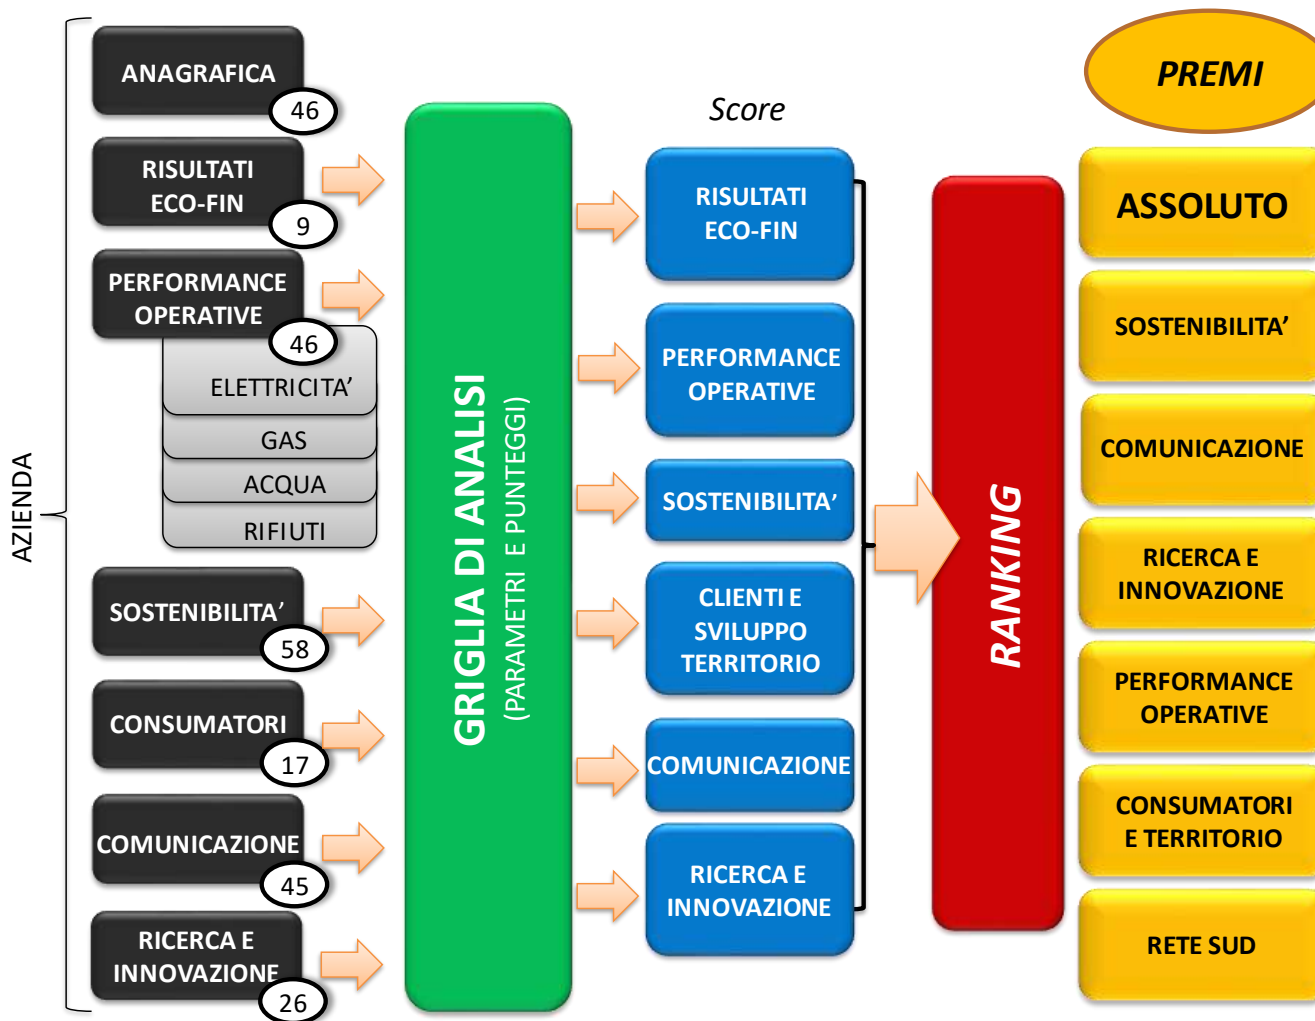 AZIENDA
ANAGRAFICA
46
RISULTATI
ECO-FIN
9
PERFORMANCE
OPERATIVE
46
ELETTRICITA’
GAS
ACQUA
RIFIUTI
SOSTENIBILITA’
58
CONSUMATORI
17
COMUNICAZIONE
45
RICERCA E
INNOVAZIONE
26
GRIGLIA DI ANALISI
(PARAMETRI E PUNTEGGI)
Score
RISULTATI
ECO-FIN
PERFORMANCE
OPERATIVE
SOSTENIBILITA’
CLIENTI E
SVILUPPO
TERRITORIO
COMUNICAZIONE
RICERCA E
INNOVAZIONE
RANKING
PREMI
ASSOLUTO
SOSTENIBILITA’
COMUNICAZIONE
RICERCA E
INNOVAZIONE
PERFORMANCE
OPERATIVE
CONSUMATORI
E TERRITORIO
RETE SUD